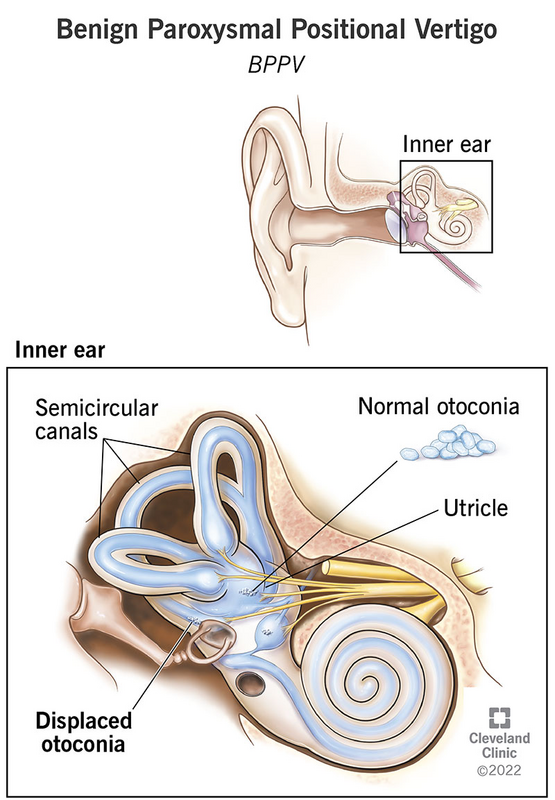 Benign Paroxysmal Positional Vertigo
BPPV
Inner ear
Inner ear
Semicircular
canals
Normal otoconia
Utricle
Displaced
otoconia
Cleveland
Clinic
©2022